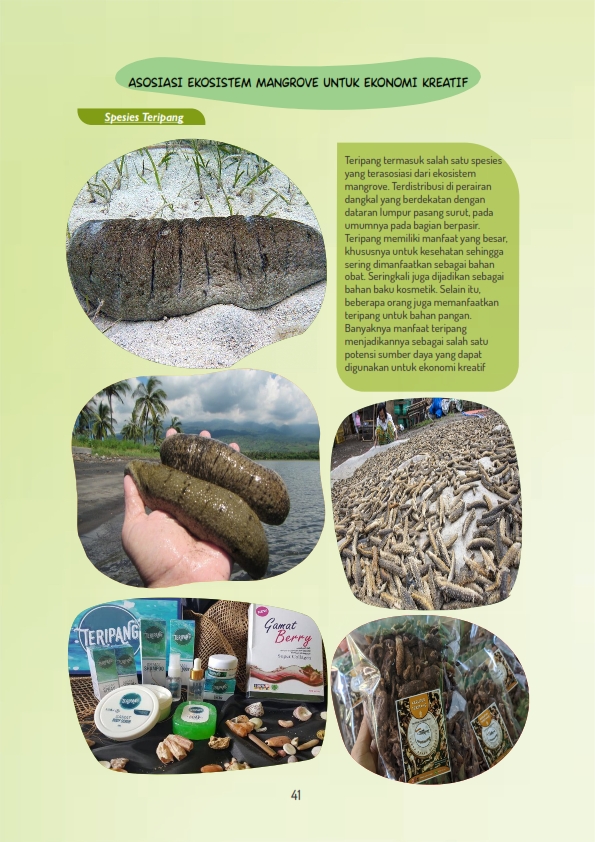 ASOSIASI EKOSISTEM MANGROVE UNTUK EKONOMI KREATIF
Spesies Teripang
Teripang termasuk salah satu spesies
yang terasosiasi dari ekosistem
mangrove. Terdistribusi di perairan
dangkal yang berdekatan dengan
dataran lumpur pasang surut, pada
umumnya pada bagian berpasir.
Teripang memiliki manfaat yang besar,
khususnya untuk kesehatan sehingga
sering dimanfaatkan sebagai bahan
obat. Seringkali juga dijadikan sebagai
bahan baku kosmetik. Selain itu,
beberapa orang juga memanfaatkan
teripang untuk bahan pangan.
Banyaknya manfaat teripang
menjadikannya sebagai salah satu
potensi sumber daya yang dapat
digunakan untuk ekonomi kreatif
TERIPANG
Gamat
Berry
41